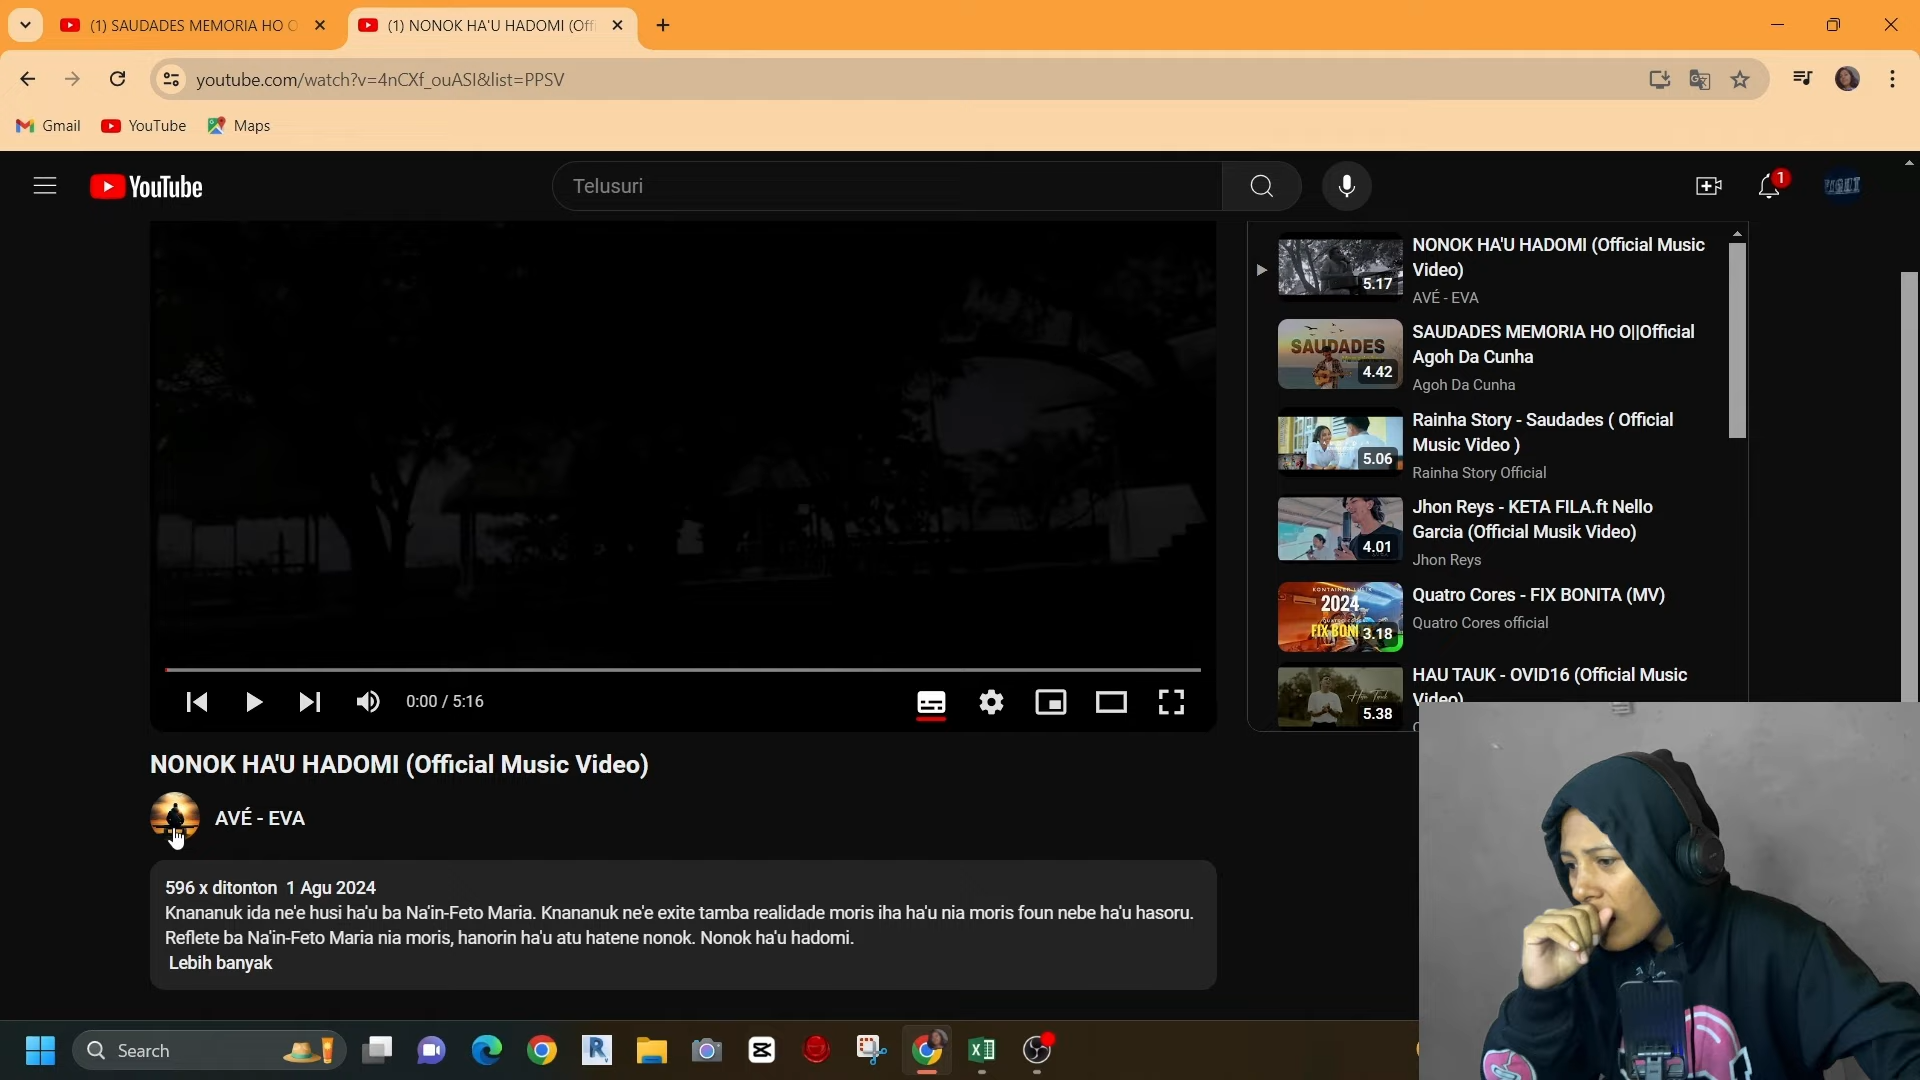 (1) SAUDADES MEMORIA HO O
(1) NONOK HA'U HADOMI (Off
youtube.com/watch?v=4nCXf_ouASI&list=PPSV
Gmail
YouTube
Maps
YouTube
Telusuri
1
NONOK HA'U HADOMI (Official Music
Video)
5.17
AVÉ - EVA
SAUDADES
SAUDADES MEMORIA HO O||Official
Agoh Da Cunha
4.42
Agoh Da Cunha
Rainha Story - Saudades ( Official
Music Video )
5.06
Rainha Story Official
Jhon Reys - KETA FILA.ft Nello
Garcia (Official Musik Video)
4.01
Jhon Reys
2024
FIX BONI
3.18
Quatro Cores - FIX BONITA (MV)
Quatro Cores official
HAU TAUK - OVID16 (Official Music
Video)
5.38
0:00 / 5:16
NONOK HA'U HADOMI (Official Music Video)
AVÉ - EVA
596 x ditonton 1 Agu 2024
Knananuk ida ne'e husi ha'u ba Na'in-Feto Maria. Knananuk ne'e exite tamba realidade moris iha ha'u nia moris foun nebe ha'u hasoru.
Reflete ba Na'in-Feto Maria nia moris, hanorin ha'u atu hatene nonok. Nonok ha'u hadomi.
Lebih banyak
Search